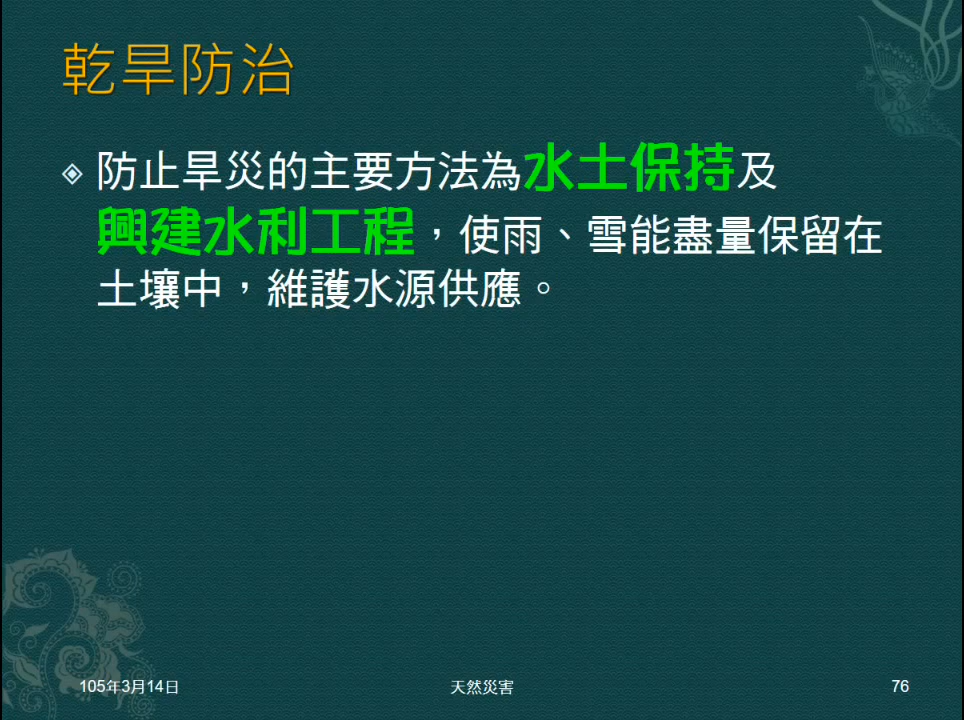 乾旱防治
防止旱災的主要方法為水土保持及
興建水利工程，使雨、雪能盡量保留在
土壤中，維護水源供應。
105年3月14日
天然災害
76